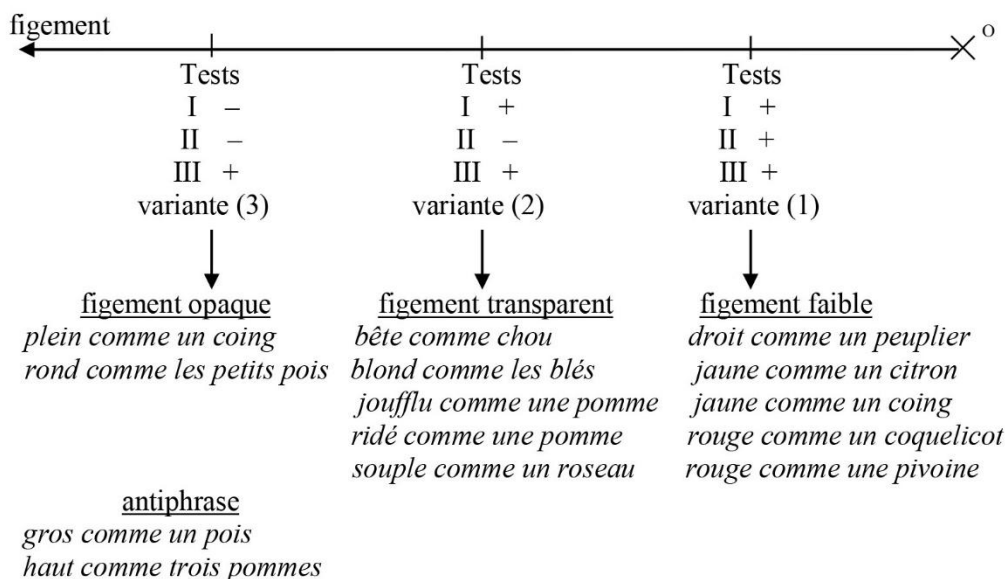 figement
o
Tests Tests Tests
I – I + I +
II – II – II +
III + III + III +
variante (3) variante (2) variante (1)
figement opaque figement transparent figement faible
plein comme un coing bête comme chou droit comme un peuplier
rond comme les petits pois blond comme les blés jaune comme un citron
joufflu comme une pomme jaune comme un coing
ridé comme une pomme rouge comme un coquelicot
souple comme un roseau rouge comme une pivoine
antiphrase
gros comme un pois
haut comme trois pommes